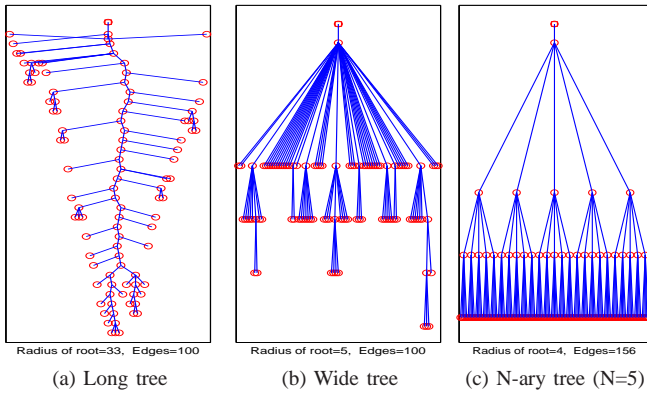 Radius of root=33,  Edges=100
Radius of root=5,  Edges=100
Radius of root=4,  Edges=156
(a) Long tree
(b) Wide tree
(c) N-ary tree (N=5)